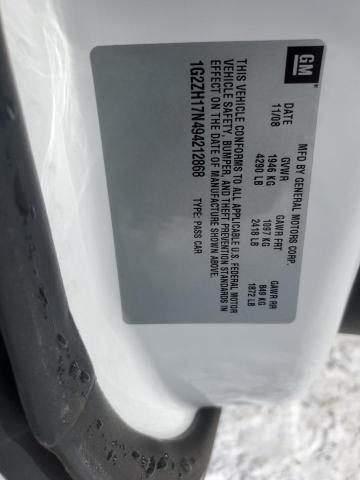 GM
®
MFD BY GENERAL MOTORS CORP.
DATE GVWR GAWR FRT GAWR RR
11/08 1946 KG 1097 KG 849 KG
4290 LB 2418 LB 1872 LB
THIS VEHICLE CONFORMS TO ALL APPLICABLE U.S. FEDERAL MOTOR
VEHICLE SAFETY, BUMPER, AND THEFT PREVENTION STANDARDS IN
EFFECT ON THE DATE OF MANUFACTURE SHOWN ABOVE.
1G2ZH17N494212868
TYPE: PASS CAR